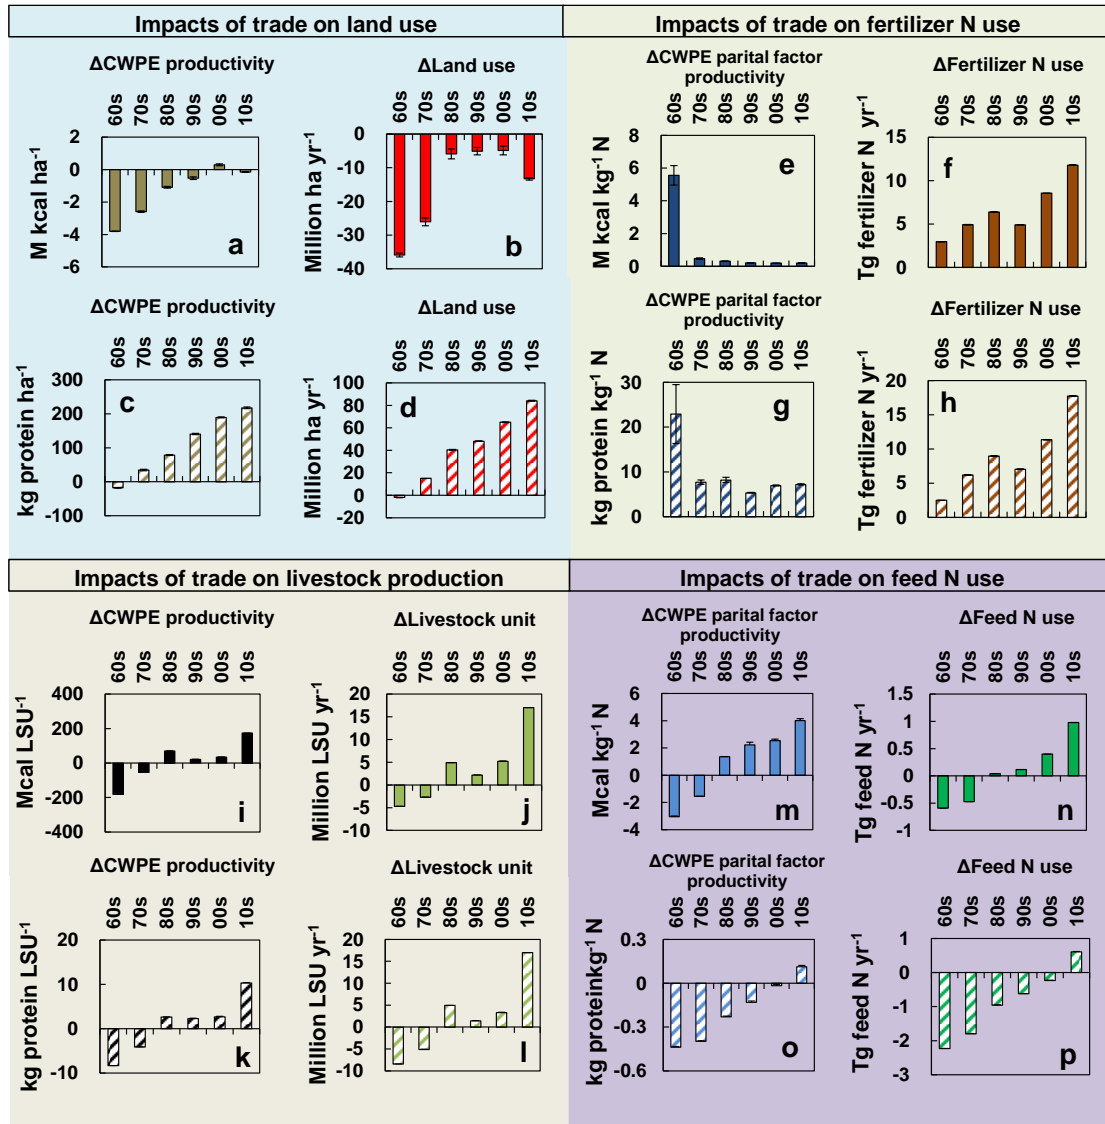 Impacts of trade on land use
ΔCWPE productivity
60s 70s 80s 90s 00s 10s
M kcal ha⁻¹
2
0
-2
-4
-6
a
ΔLand use
60s 70s 80s 90s 00s 10s
Million ha yr⁻¹
0
-10
-20
-30
-40
b
ΔCWPE productivity
60s 70s 80s 90s 00s 10s
kg protein ha⁻¹
300
200
100
0
-100
c
ΔLand use
60s 70s 80s 90s 00s 10s
Million ha yr⁻¹
100
80
60
40
20
0
-20
d
Impacts of trade on fertilizer N use
ΔCWPE parital factor
productivity
60s 70s 80s 90s 00s 10s
M kcal kg⁻¹ N
8
6
4
2
0
e
ΔFertilizer N use
60s 70s 80s 90s 00s 10s
Tg fertilizer N yr⁻¹
15
10
5
0
f
ΔCWPE parital factor
productivity
60s 70s 80s 90s 00s 10s
kg protein kg⁻¹ N
30
20
10
0
g
ΔFertilizer N use
60s 70s 80s 90s 00s 10s
Tg fertilizer N yr⁻¹
20
15
10
5
0
h
Impacts of trade on livestock production
ΔCWPE productivity
60s 70s 80s 90s 00s 10s
Mcal LSU⁻¹
400
200
0
-200
-400
i
ΔLivestock unit
60s 70s 80s 90s 00s 10s
Million LSU yr⁻¹
20
15
10
5
0
-5
-10
j
ΔCWPE productivity
60s 70s 80s 90s 00s 10s
kg protein LSU⁻¹
20
10
0
-10
k
ΔLivestock unit
60s 70s 80s 90s 00s 10s
Million LSU yr⁻¹
20
15
10
5
0
-5
-10
l
Impacts of trade on feed N use
ΔCWPE parital factor
productivity
60s 70s 80s 90s 00s 10s
Mcal kg⁻¹ N
6
4
2
0
-2
-4
m
ΔFeed N use
60s 70s 80s 90s 00s 10s
Tg feed N yr⁻¹
1.5
1
0.5
0
-0.5
-1
n
ΔCWPE parital factor
productivity
60s 70s 80s 90s 00s 10s
kg proteinkg⁻¹ N
0.3
0
-0.3
-0.6
o
ΔFeed N use
60s 70s 80s 90s 00s 10s
Tg feed N yr⁻¹
1
0
-1
-2
-3
p